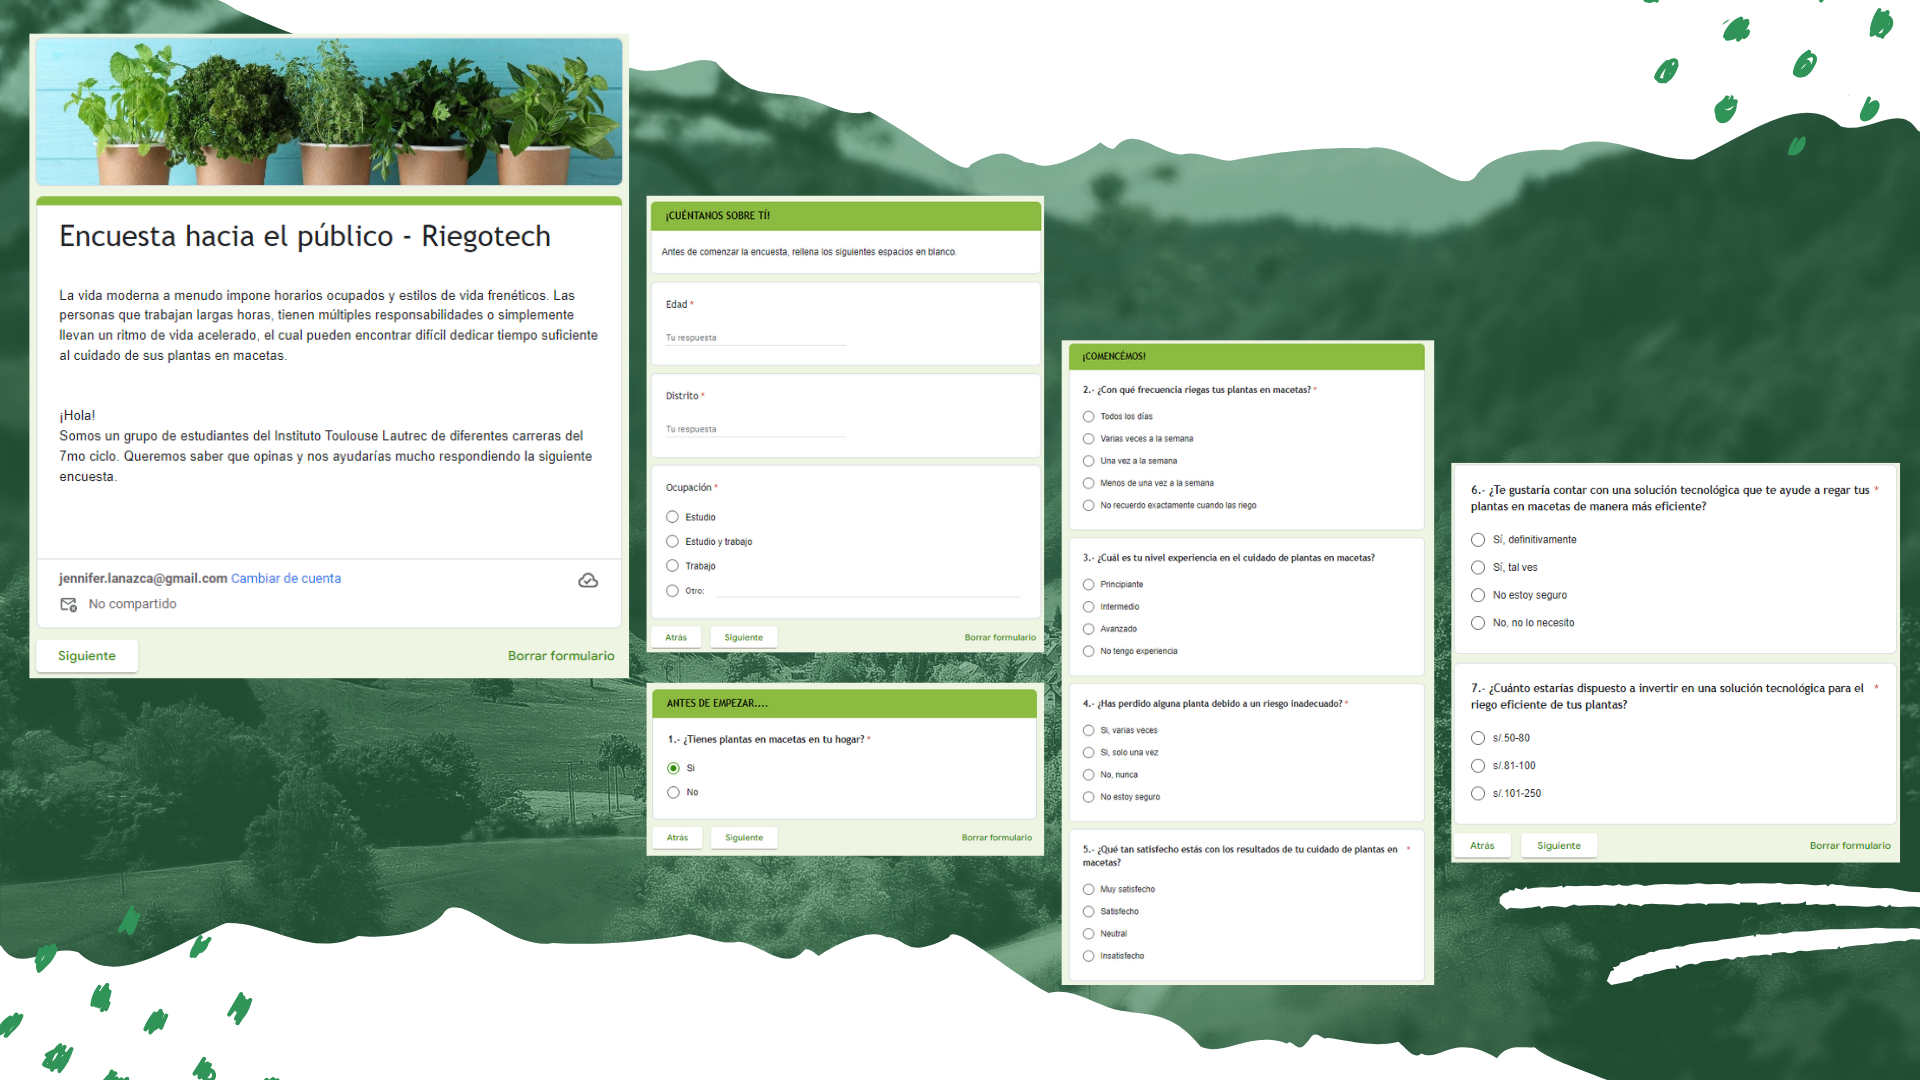 Encuesta hacia el público - Riegotech
La vida moderna a menudo impone horarios ocupados y estilos de vida frenéticos. Las
personas que trabajan largas horas, tienen múltiples responsabilidades o simplemente
llevan un ritmo de vida acelerado, el cual pueden encontrar difícil dedicar tiempo suficiente
al cuidado de sus plantas en macetas.
¡Hola!
Somos un grupo de estudiantes del Instituto Toulouse Lautrec de diferentes carreras del
7mo ciclo. Queremos saber que opinas y nos ayudarías mucho respondiendo la siguiente
encuesta.
jennifer.lanazca@gmail.com Cambiar de cuenta
No compartido
Siguiente
Borrar formulario
¡CUÉNTANOS SOBRE TÍ!
Antes de comenzar la encuesta, rellena los siguientes espacios en blanco.
Edad *
Tu respuesta
Distrito *
Tu respuesta
Ocupación *
Estudio
Estudio y trabajo
Trabajo
Otro:
Atrás
Siguiente
Borrar formulario
ANTES DE EMPEZAR....
1.- ¿Tienes plantas en macetas en tu hogar? *
Si
No
Atrás
Siguiente
Borrar formulario
¡COMENCÉMOS!
2.- ¿Con qué frecuencia riegas tus plantas en macetas? *
Todos los días
Varias veces a la semana
Una vez a la semana
Menos de una vez a la semana
No recuerdo exactamente cuando las riego
3.- ¿Cuál es tu nivel experiencia en el cuidado de plantas en macetas?
Principiante
Intermedio
Avanzado
No tengo experiencia
4.- ¿Has perdido alguna planta debido a un riesgo inadecuado? *
Si, varias veces
Si, solo una vez
No, nunca
No estoy seguro
5.- ¿Qué tan satisfecho estás con los resultados de tu cuidado de plantas en *
macetas?
Muy satisfecho
Satisfecho
Neutral
Insatisfecho
6.- ¿Te gustaría contar con una solución tecnológica que te ayude a regar tus *
plantas en macetas de manera más eficiente?
Sí, definitivamente
Sí, tal ves
No estoy seguro
No, no lo necesito
7.- ¿Cuánto estarías dispuesto a invertir en una solución tecnológica para el *
riego eficiente de tus plantas?
s/.50-80
s/.81-100
s/.101-250
Atrás
Siguiente
Borrar formulario